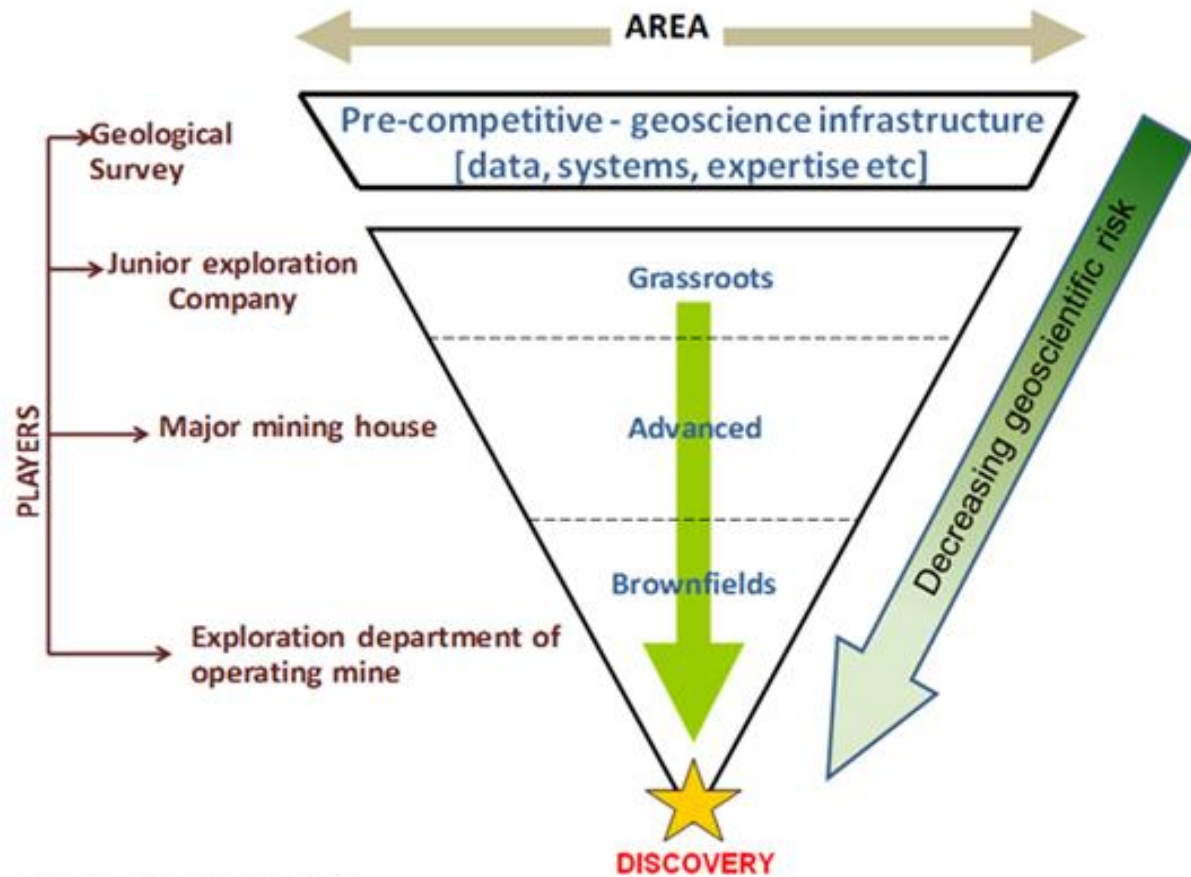 AREA
Pre-competitive - geoscience infrastructure
[data, systems, expertise etc]
Geological
Survey
Junior exploration
Company
Grassroots
PLAYERS
Major mining house
Advanced
Decreasing geoscientific risk
Brownfields
Exploration department of
operating mine
DISCOVERY